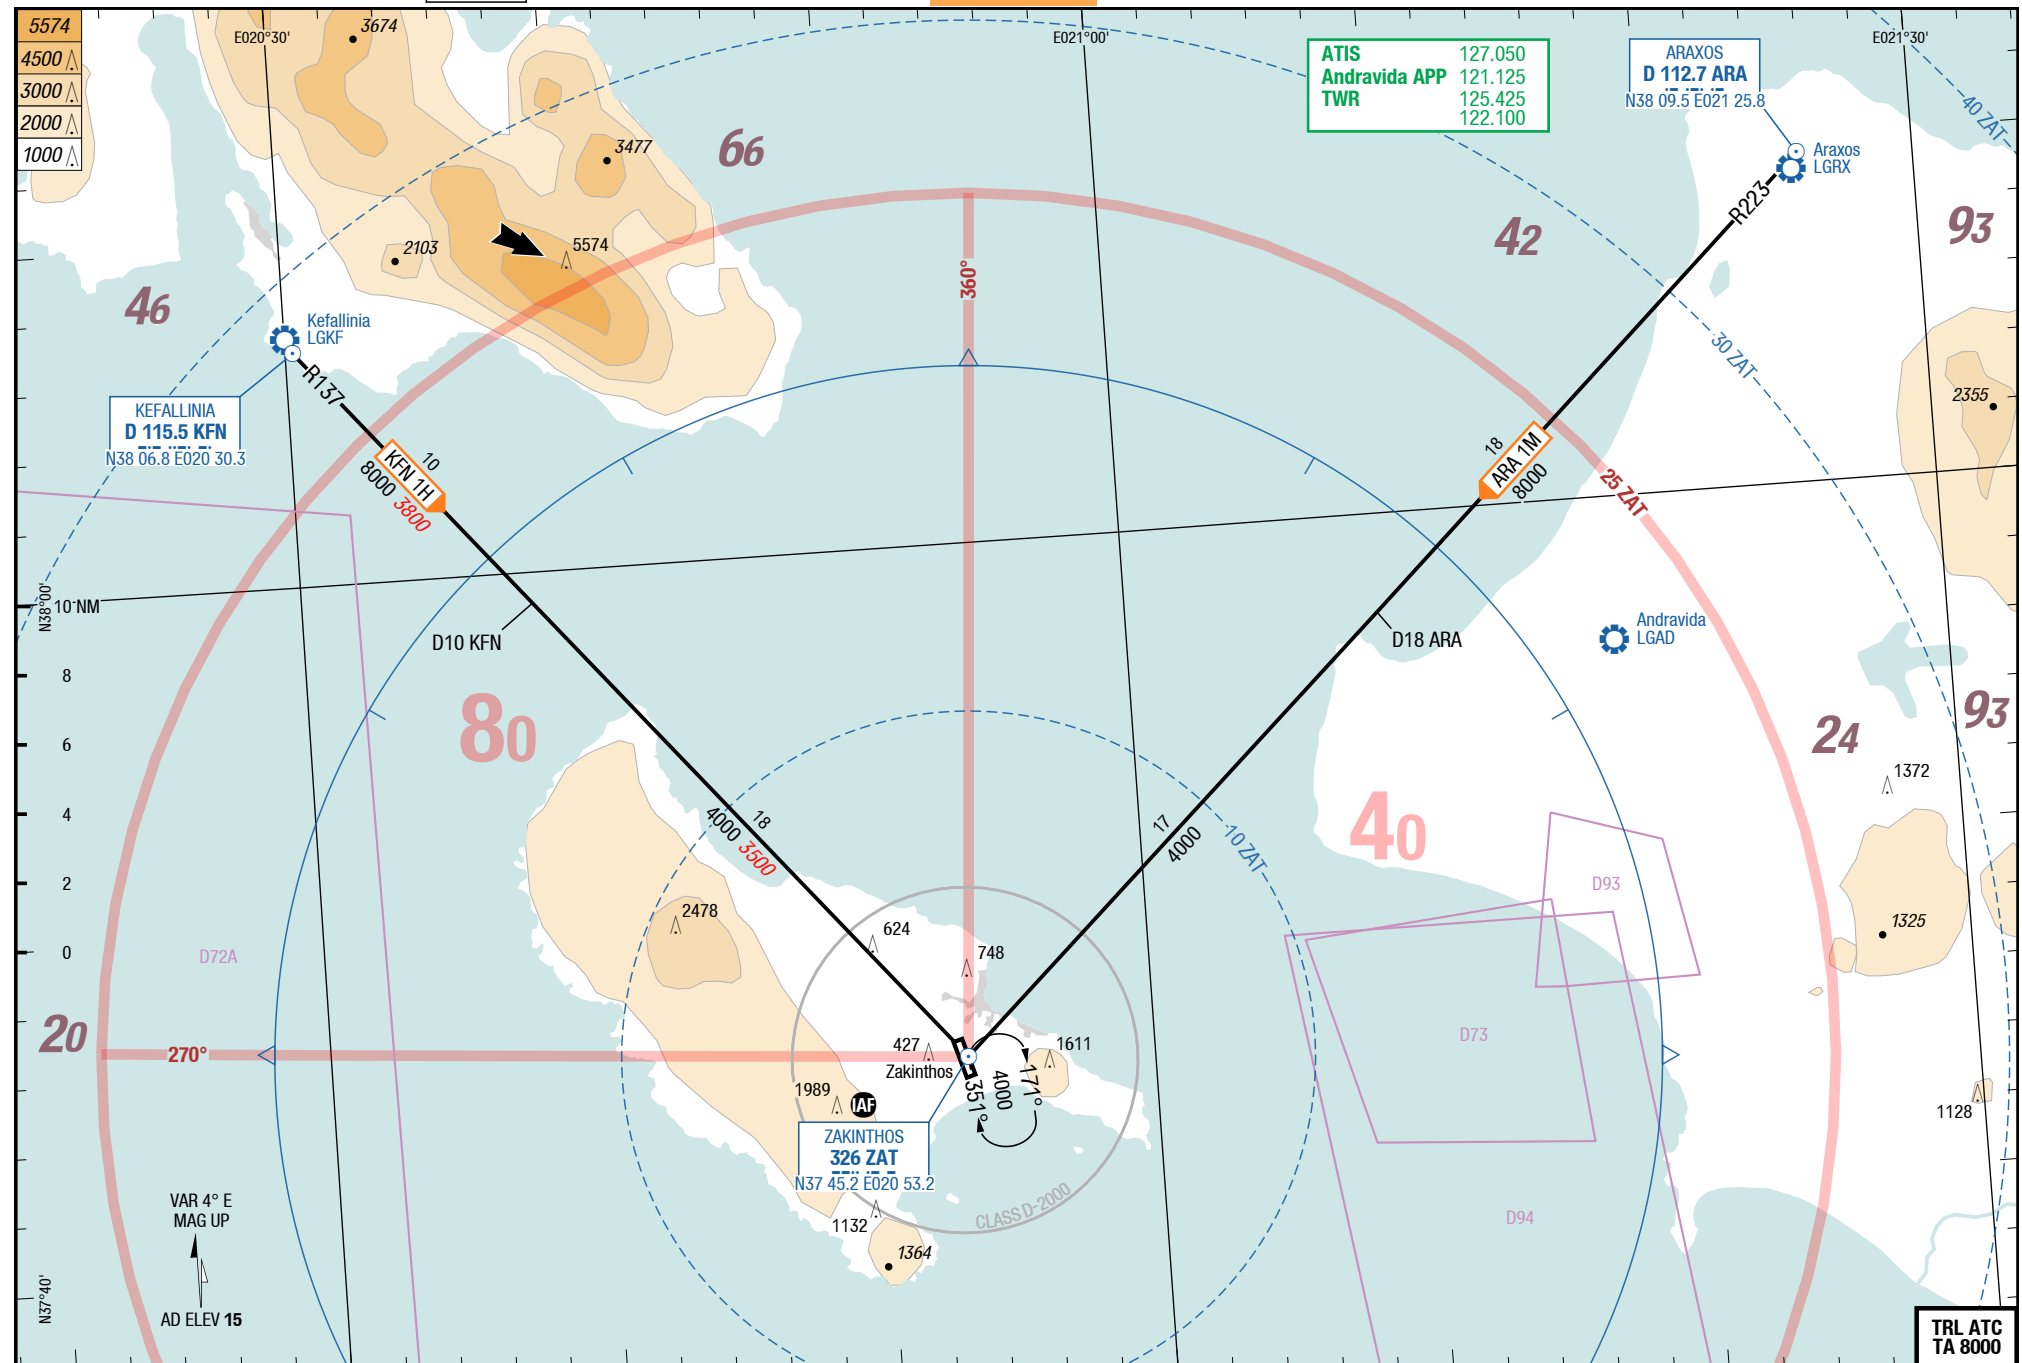 5574
4500
3000
2000
1000
E020°30'
3674
E021°00'
E021°30'
ATIS 127.050
Andravida APP 121.125
TWR 125.425
122.100
ARAXOS
D 112.7 ARA
N38 09.5 E021 25.8
40 ZAT
Araxos
LGRX
R223
66
3477
42
93
5574
2103
46
360°
Kefallinia
LGKF
R137
KEFALLINIA
D 115.5 KFN
N38 06.8 E020 30.3
30 ZAT
2355
KFN 1H
10
8000 3800
18
ARA 1M
8000
25 ZAT
N38°00'
10 NM
8
6
4
2
0
D10 KFN
D18 ARA
Andravida
LGAD
80
40
24
93
1372
18
4000 3500
17
4000
10 ZAT
D93
2478
624
748
1325
D72A
20
270°
427
Zakinthos
1611
D73
351°
4000
171°
1989
IAF
1128
ZAKINTHOS
326 ZAT
N37 45.2 E020 53.2
CLASS D-2000
D94
1132
1364
VAR 4° E
MAG UP
AD ELEV 15
N37°40'
TRL ATC
TA 8000